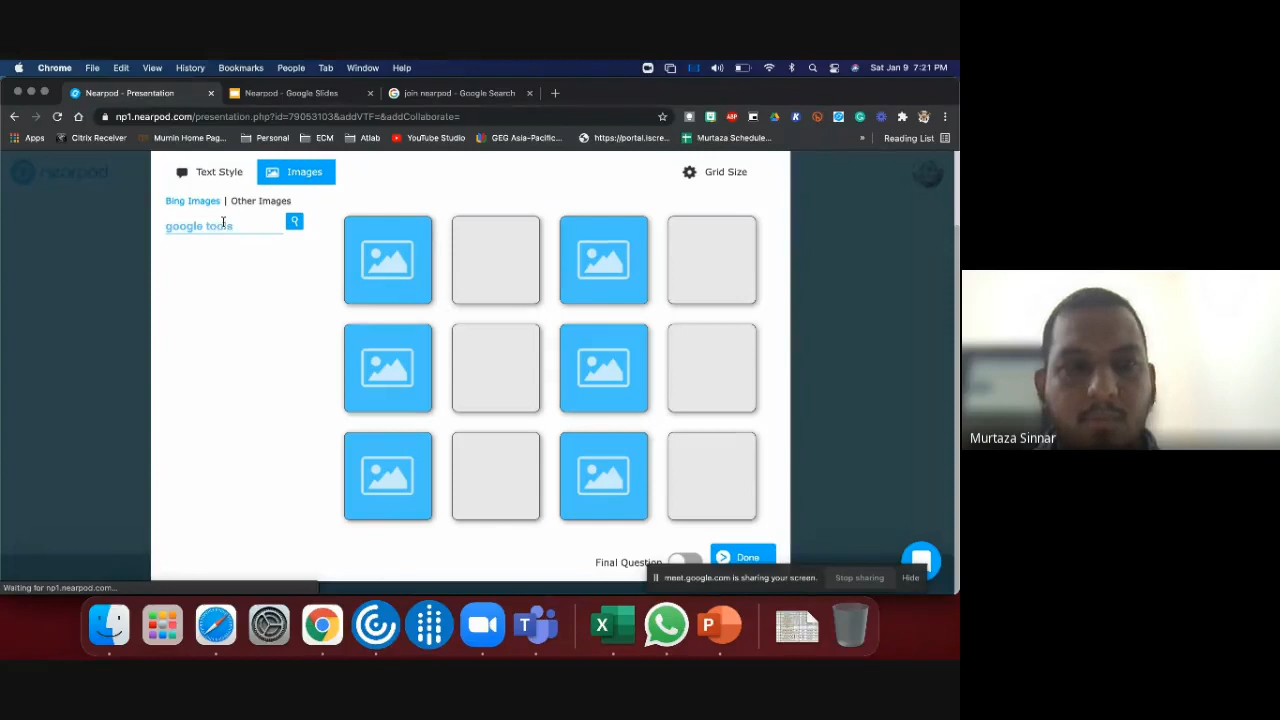 Chrome File Edit View History Bookmarks People Tab Window Help Sat Jan 9 7:21 PM
Nearpod - Presentation Nearpod - Google Slides join nearpod - Google Search
np1.nearpod.com/presentation.php?id=79053103&addVTF=&addCollaborate=
Apps Citrix Receiver Mumin Home Pag... Personal ECM Atlab YouTube Studio GEG Asia-Pacific... https://portal.iscre... Murtaza Schedule... » Reading List
nearpod Text Style Images Grid Size
Bing Images | Other Images
google tools
Murtaza Sinnar
Final Question Done
meet.google.com is sharing your screen. Stop sharing Hide
Waiting for np1.nearpod.com...